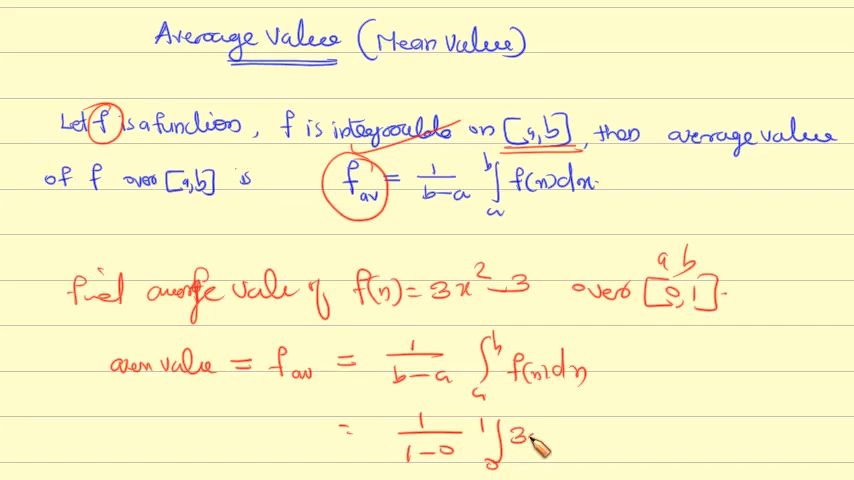 Average value (Mean value)
Let f is a function, f is integrable on [a,b], then average value
of f over [a,b] is f_av = 1/(b-a) ∫_a^b f(x)dx.
a b
find average value of f(x) = 3x² - 3 over [0,1].
aven value = f_av = 1/(b-a) ∫_a^b f(x)dx
= 1/(1-0) ∫_0^1 3